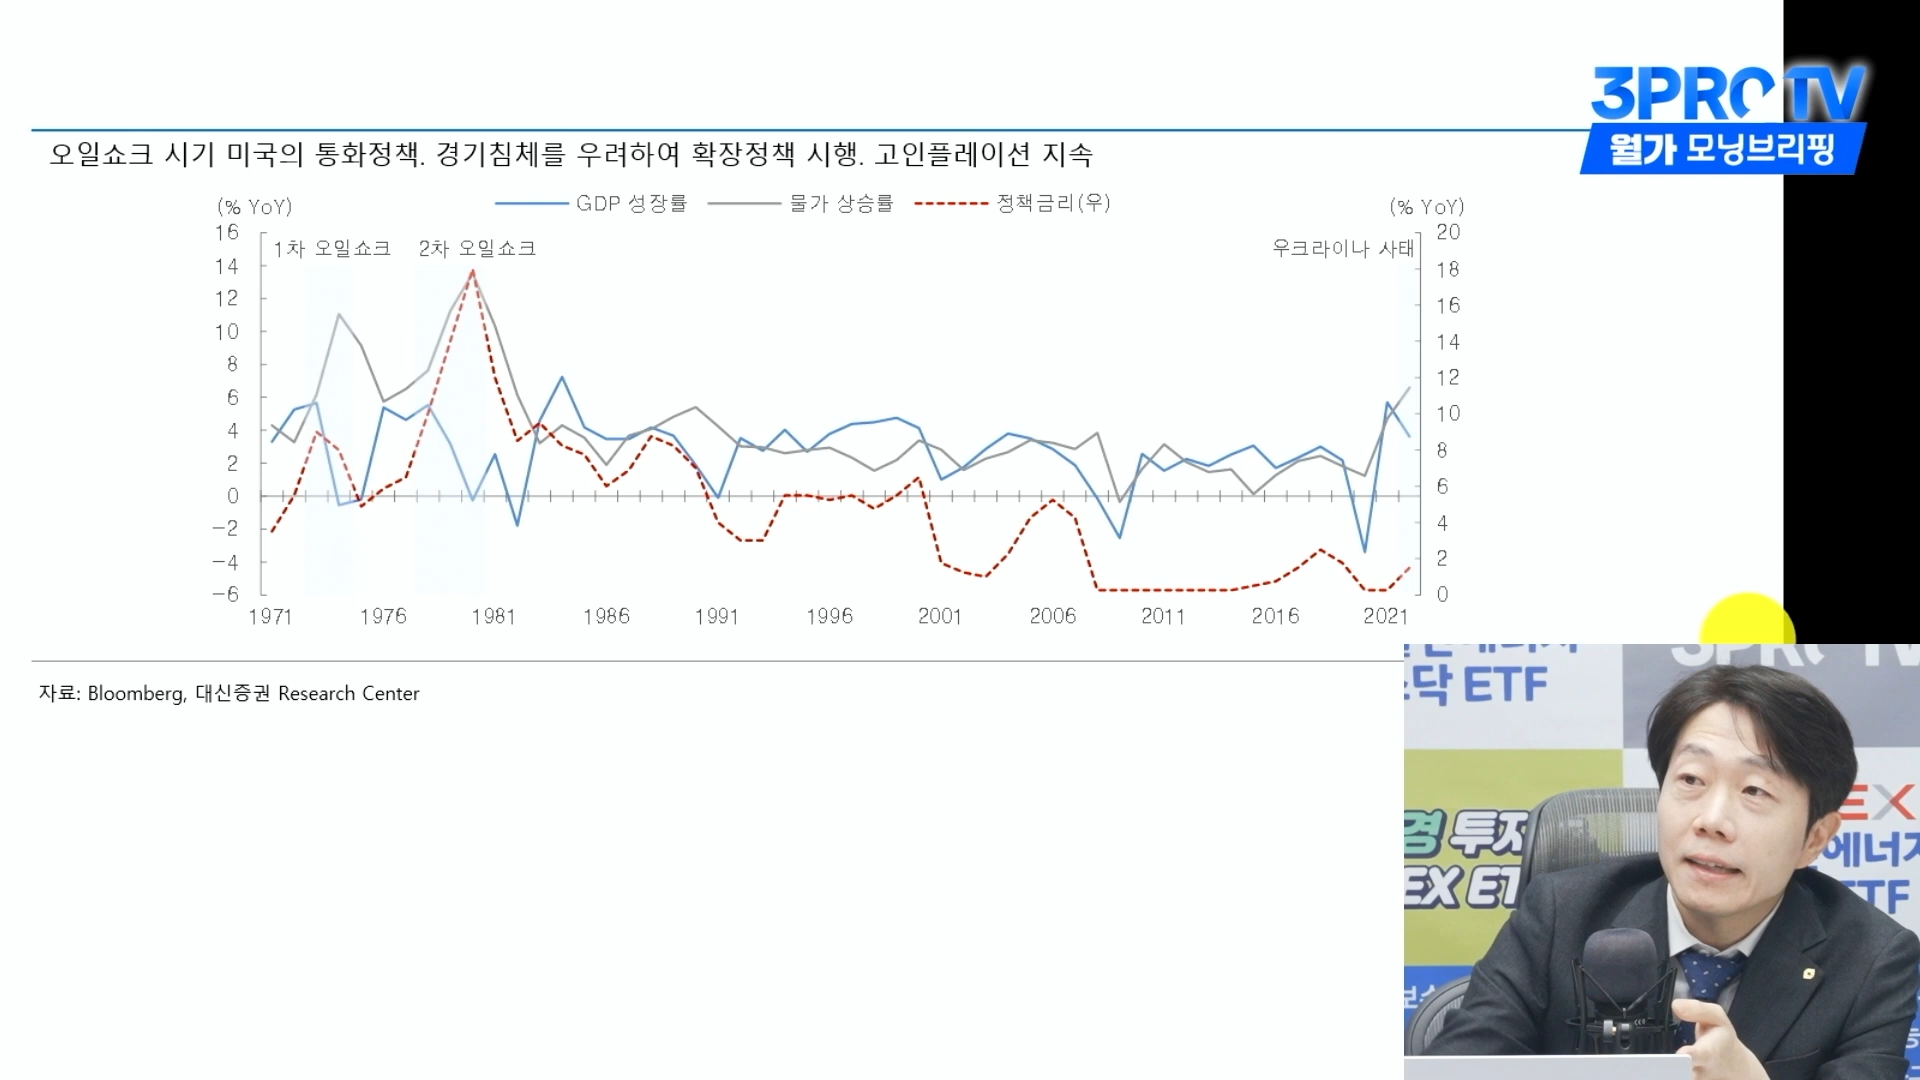 3PRO TV
월가 모닝브리핑
오일쇼크 시기 미국의 통화정책. 경기침체를 우려하여 확장정책 시행. 고인플레이션 지속
(% YoY)
GDP 성장률
물가 상승률
정책금리(우)
(% YoY)
1차 오일쇼크
2차 오일쇼크
우크라이나 사태
16
14
12
10
8
6
4
2
0
-2
-4
-6
20
18
16
14
12
10
8
6
4
2
0
1971 1976 1981 1986 1991 1996 2001 2006 2011 2016 2021
자료: Bloomberg, 대신증권 Research Center
닥 ETF
투자
EX
에너지
ETF